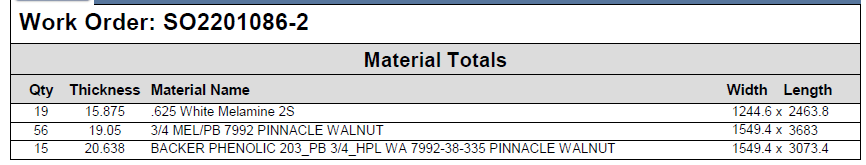 Work Order: SO2201086-2
Material Totals
Qty Thickness Material Name Width Length
19 15.875 .625 White Melamine 2S 1244.6 x 2463.8
56 19.05 3/4 MEL/PB 7992 PINNACLE WALNUT 1549.4 x 3683
15 20.638 BACKER PHENOLIC 203_PB 3/4_HPL WA 7992-38-335 PINNACLE WALNUT 1549.4 x 3073.4